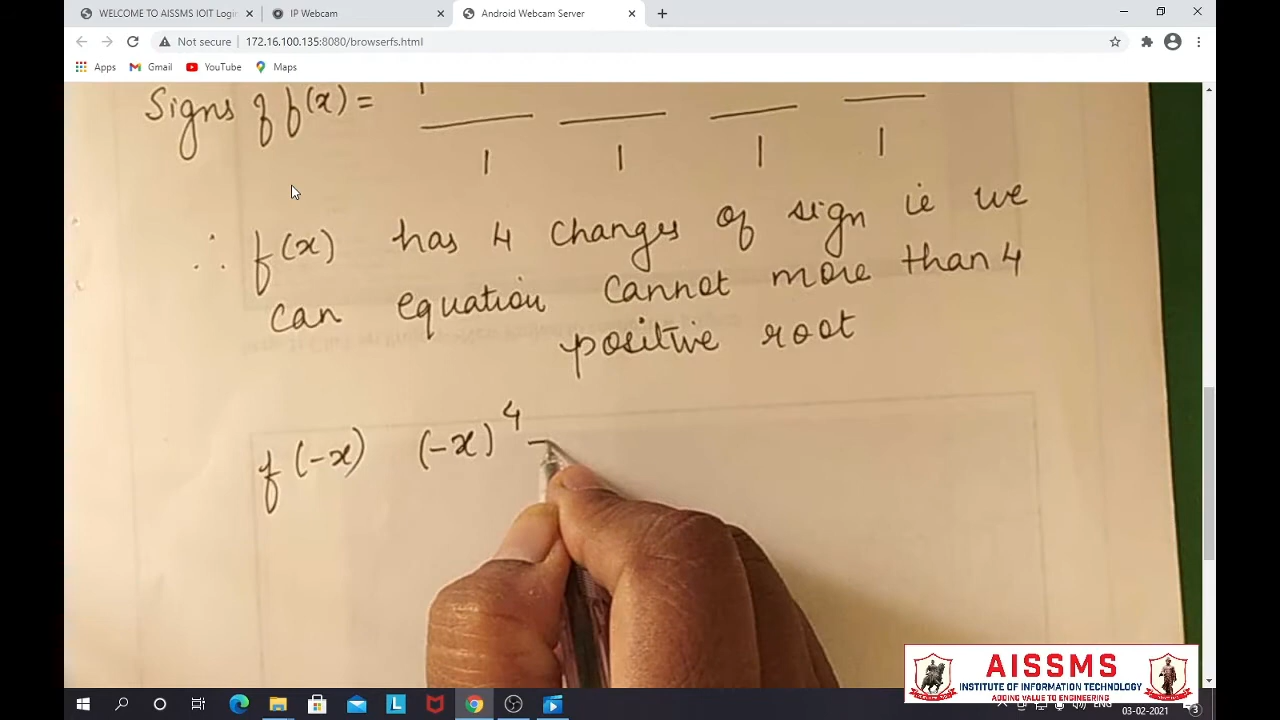 WELCOME TO AISSMS IOIT Login
IP Webcam
Android Webcam Server
Not secure
172.16.100.135:8080/browserfs.html
Apps
Gmail
YouTube
Maps
Signs of f(x) =
1 1 1 1
∴ f(x) has 4 changes of sign ie we
can equation cannot more than 4
positive root
f(-x) (-x)^4 -
AISSMS
INSTITUTE OF INFORMATION TECHNOLOGY
ADDING VALUE TO ENGINEERING
ENG
03-02-2021